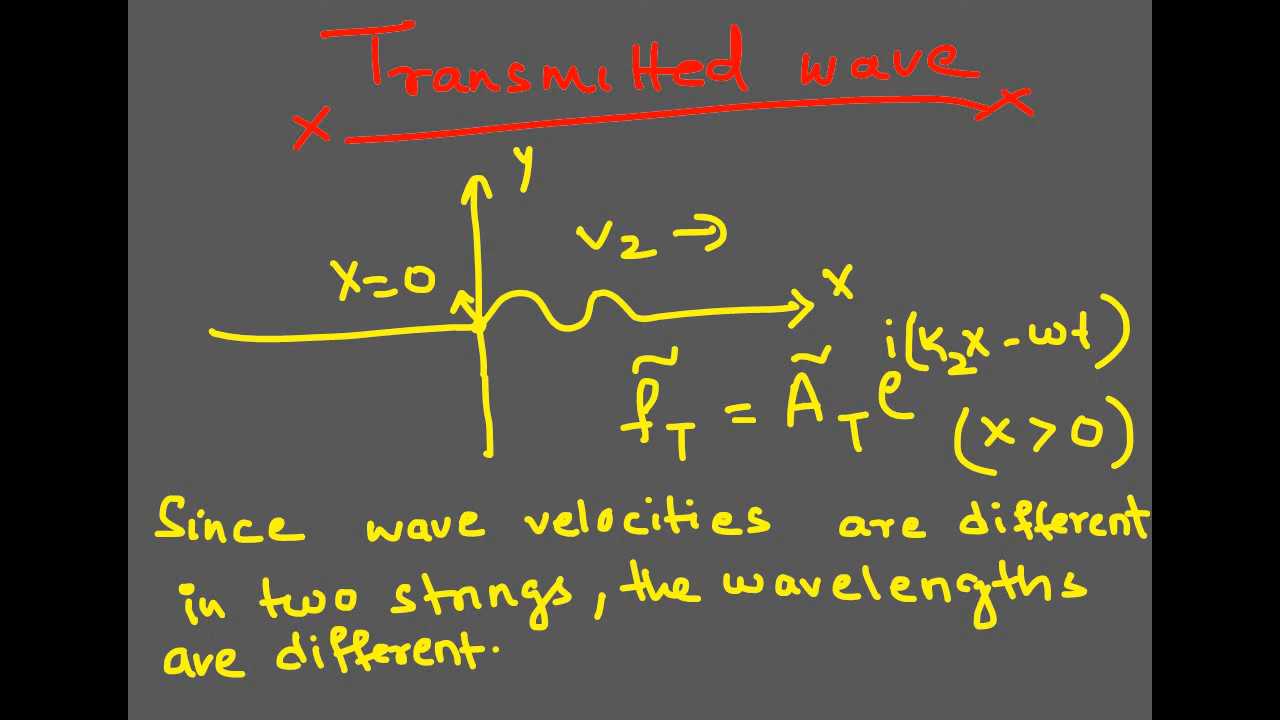 Transmitted wave
y
v₂ →
x=0
x
f̃_T = Ã_T e^{i(k₂x - ωt)}
(x > 0)
Since wave velocities are different
in two strings, the wavelengths
are different.